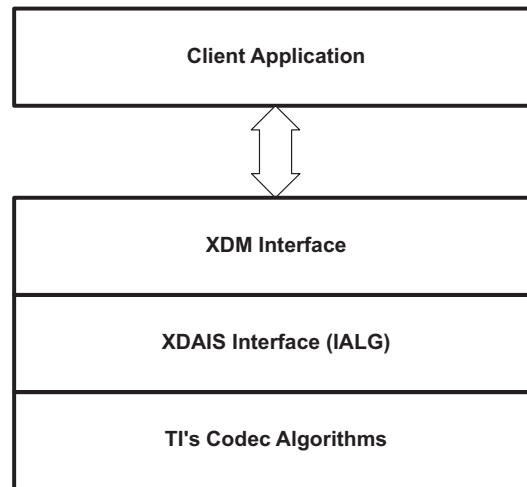 Client Application
XDM Interface
XDAIS Interface (IALG)
TI's Codec Algorithms